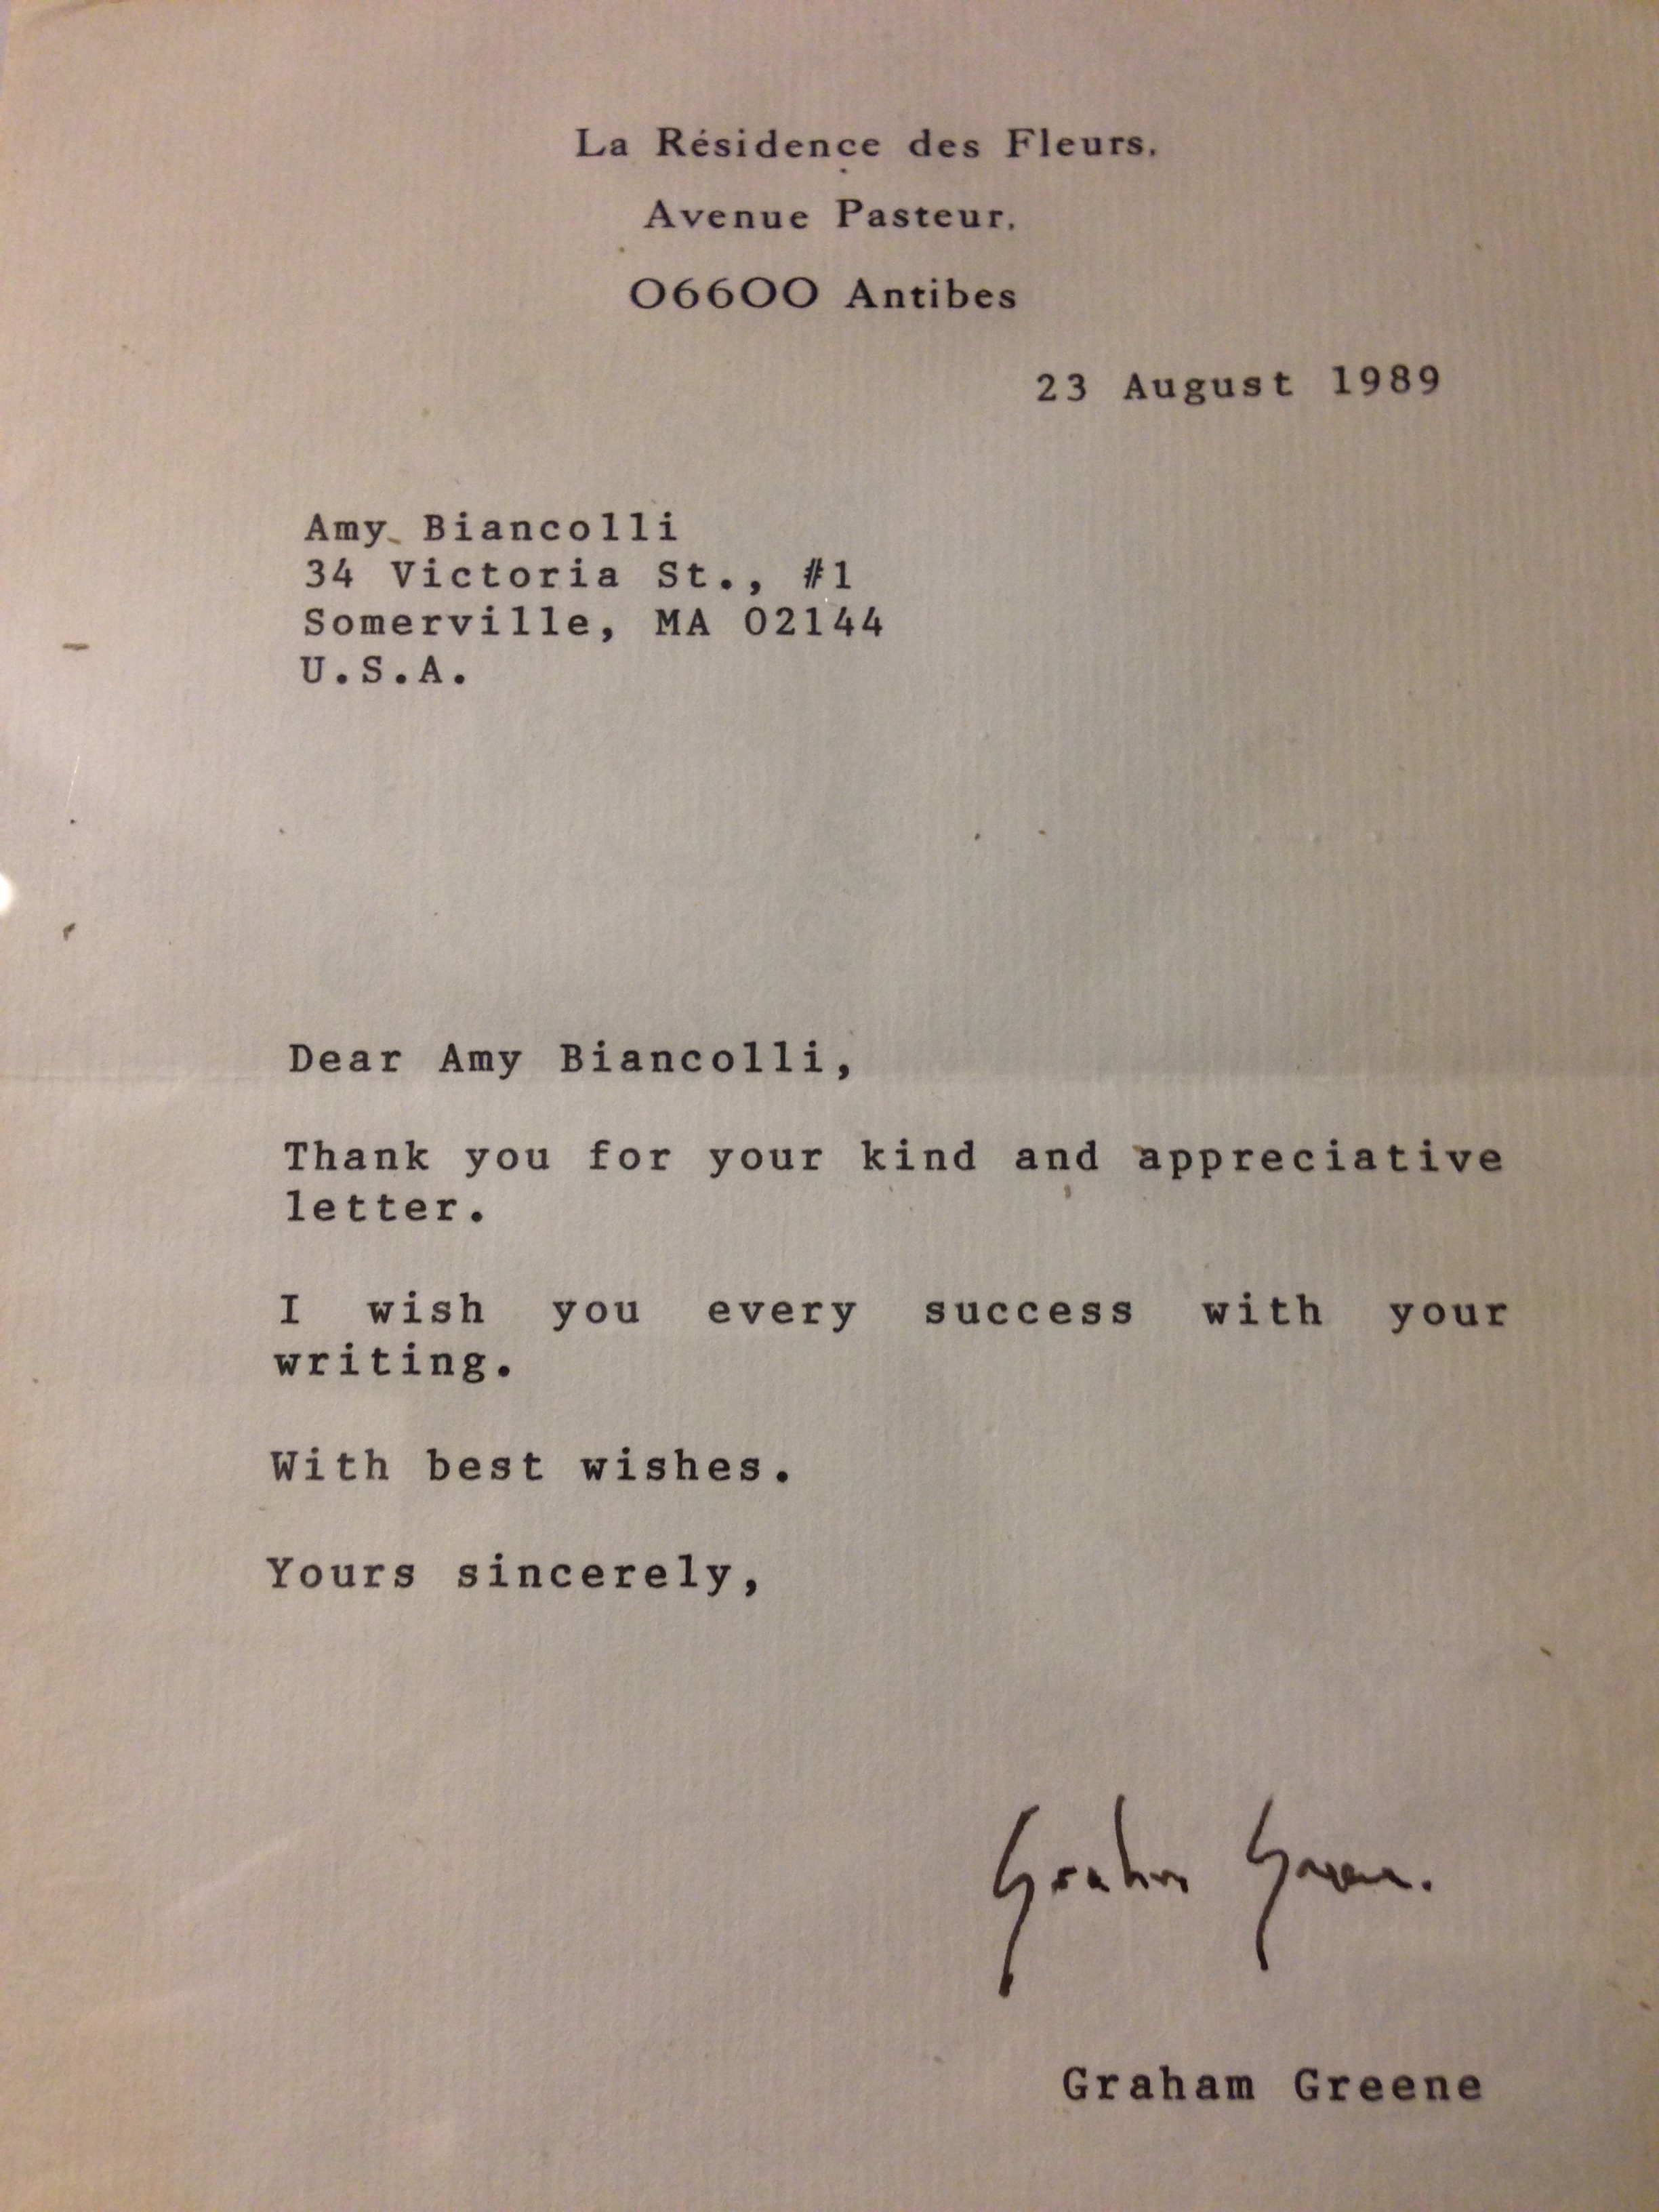 La Résidence des Fleurs,
Avenue Pasteur,
06600 Antibes
23 August 1989
Amy Biancolli
34 Victoria St., #1
Somerville, MA 02144
U.S.A.
Dear Amy Biancolli,
Thank you for your kind and appreciative
letter.
I wish you every success with your
writing.
With best wishes.
Yours sincerely,
Graham Greene.
Graham Greene